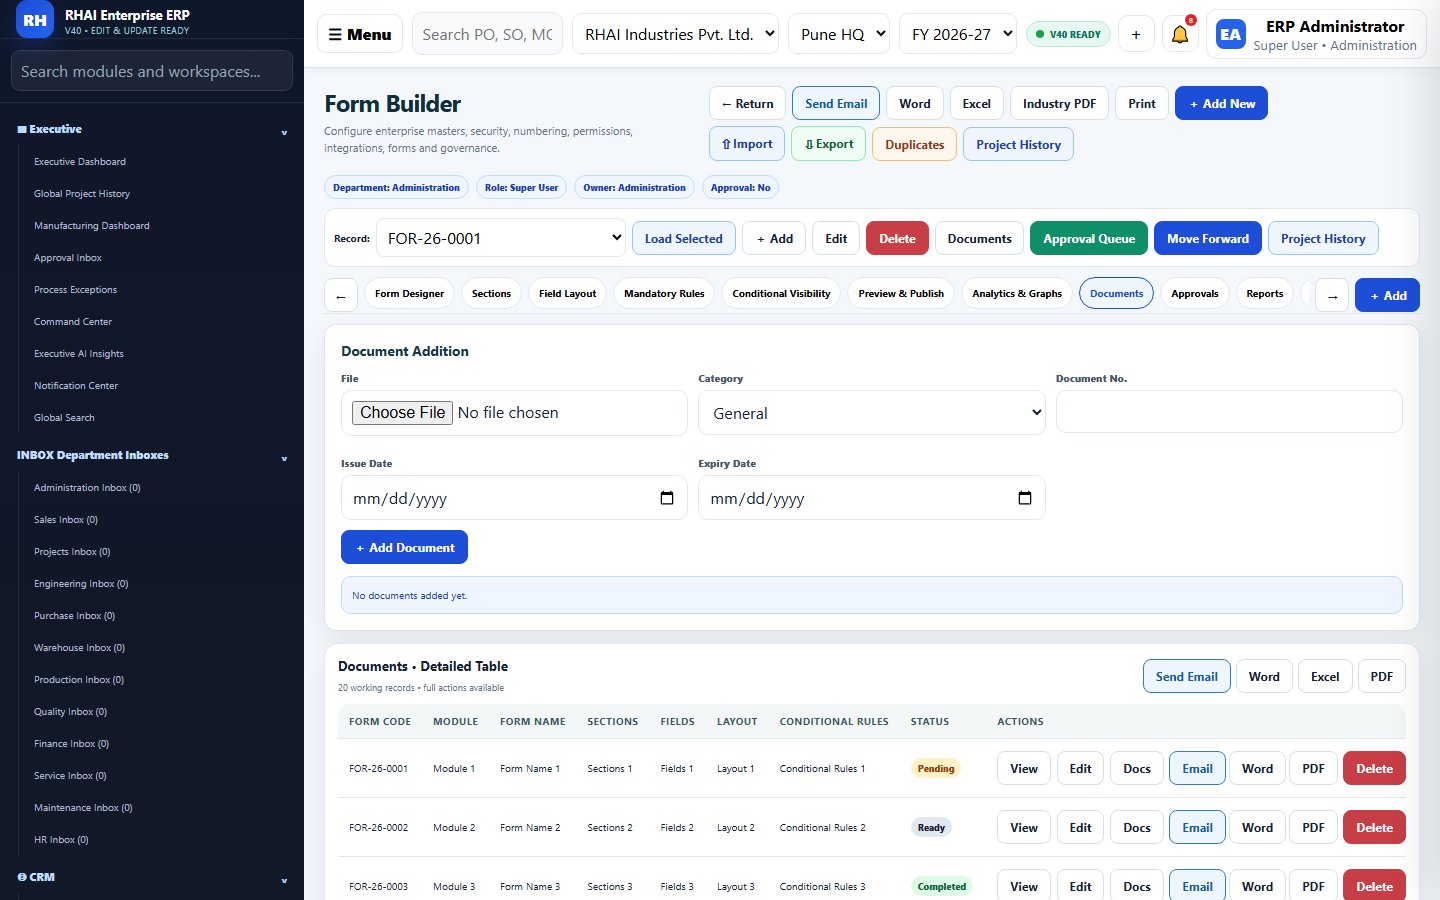 RH
RHAI Enterprise ERP
V40 • EDIT & UPDATE READY
Search modules and workspaces...
Executive
v
Executive Dashboard
Global Project History
Manufacturing Dashboard
Approval Inbox
Process Exceptions
Command Center
Executive AI Insights
Notification Center
Global Search
INBOX Department Inboxes
v
Administration Inbox (0)
Sales Inbox (0)
Projects Inbox (0)
Engineering Inbox (0)
Purchase Inbox (0)
Warehouse Inbox (0)
Production Inbox (0)
Quality Inbox (0)
Finance Inbox (0)
Service Inbox (0)
Maintenance Inbox (0)
HR Inbox (0)
CRM
v
☰ Menu
Search PO, SO, MO
RHAI Industries Pvt. Ltd.
Pune HQ
FY 2026-27
V40 READY
+
8
EA
ERP Administrator
Super User • Administration
Form Builder
Configure enterprise masters, security, numbering, permissions,
integrations, forms and governance.
← Return
Send Email
Word
Excel
Industry PDF
Print
+ Add New
⇧ Import
⇩ Export
Duplicates
Project History
Department: Administration
Role: Super User
Owner: Administration
Approval: No
Record:
FOR-26-0001
Load Selected
+ Add
Edit
Delete
Documents
Approval Queue
Move Forward
Project History
←
Form Designer
Sections
Field Layout
Mandatory Rules
Conditional Visibility
Preview & Publish
Analytics & Graphs
Documents
Approvals
Reports
→
+ Add
Document Addition
File
Category
Document No.
Choose File No file chosen
General
Issue Date
Expiry Date
mm/dd/yyyy
mm/dd/yyyy
+ Add Document
No documents added yet.
Documents • Detailed Table
20 working records • full actions available
Send Email
Word
Excel
PDF
FORM CODE MODULE FORM NAME SECTIONS FIELDS LAYOUT CONDITIONAL RULES STATUS ACTIONS
FOR-26-0001 Module 1 Form Name 1 Sections 1 Fields 1 Layout 1 Conditional Rules 1 Pending View Edit Docs Email Word PDF Delete
FOR-26-0002 Module 2 Form Name 2 Sections 2 Fields 2 Layout 2 Conditional Rules 2 Ready View Edit Docs Email Word PDF Delete
FOR-26-0003 Module 3 Form Name 3 Sections 3 Fields 3 Layout 3 Conditional Rules 3 Completed View Edit Docs Email Word PDF Delete